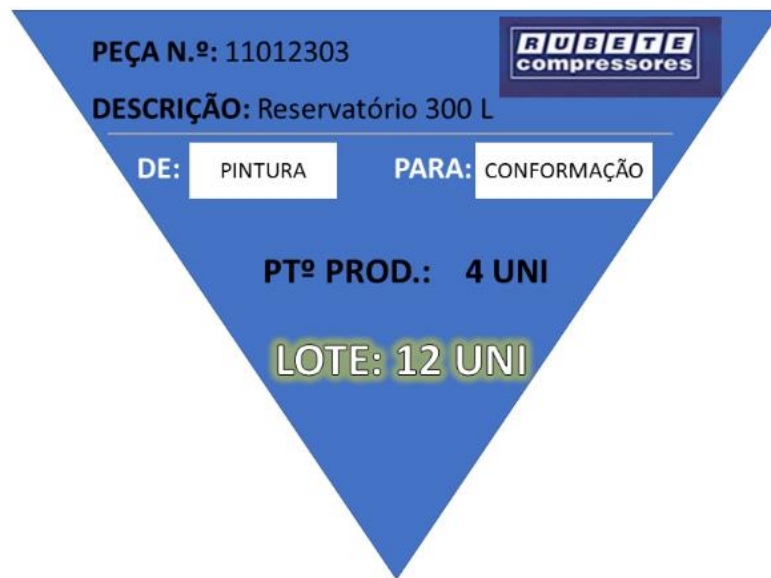 PEÇA N.º: 11012303
RUBETE
compressores
DESCRIÇÃO: Reservatório 300 L
DE: PINTURA PARA: CONFORMAÇÃO
PTº PROD.: 4 UNI
LOTE: 12 UNI